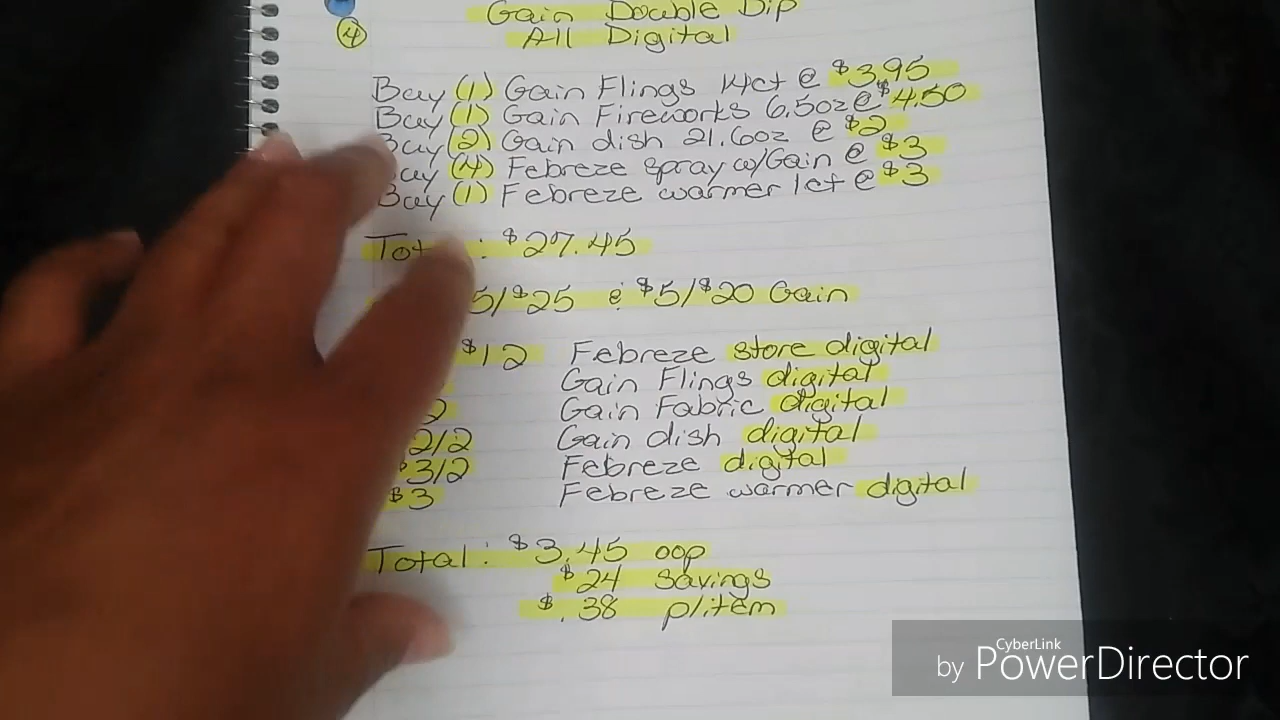 Gain Double Dip
④ All Digital
Buy (1) Gain Flings 14ct @ $3.95
Buy (1) Gain Fireworks 6.5oz @ $4.50
Buy (2) Gain dish 21.6oz @ $2
Buy (4) Febreze spray w/Gain @ $3
Buy (1) Febreze warmer 1ct @ $3
: $27.45
5/$25 & $5/$20 Gain
$12 Febreze store digital
Gain Flings digital
2 Gain Fabric digital
2/2 Gain dish digital
$3/2 Febreze digital
$3 Febreze warmer digital
Total: $3.45 oop
$24 savings
$.38 p/item
CyberLink
by PowerDirector